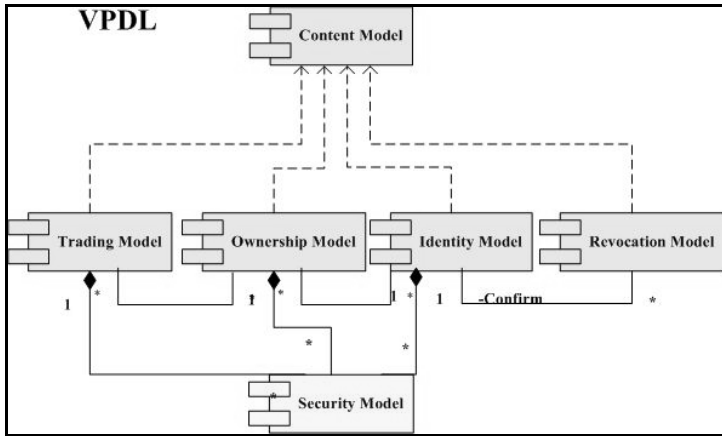 VPDL
Content Model
Trading Model
Ownership Model
Identity Model
Revocation Model
1
*
1
*
1
*
1
-Confirm
*
*
*
*
Security Model